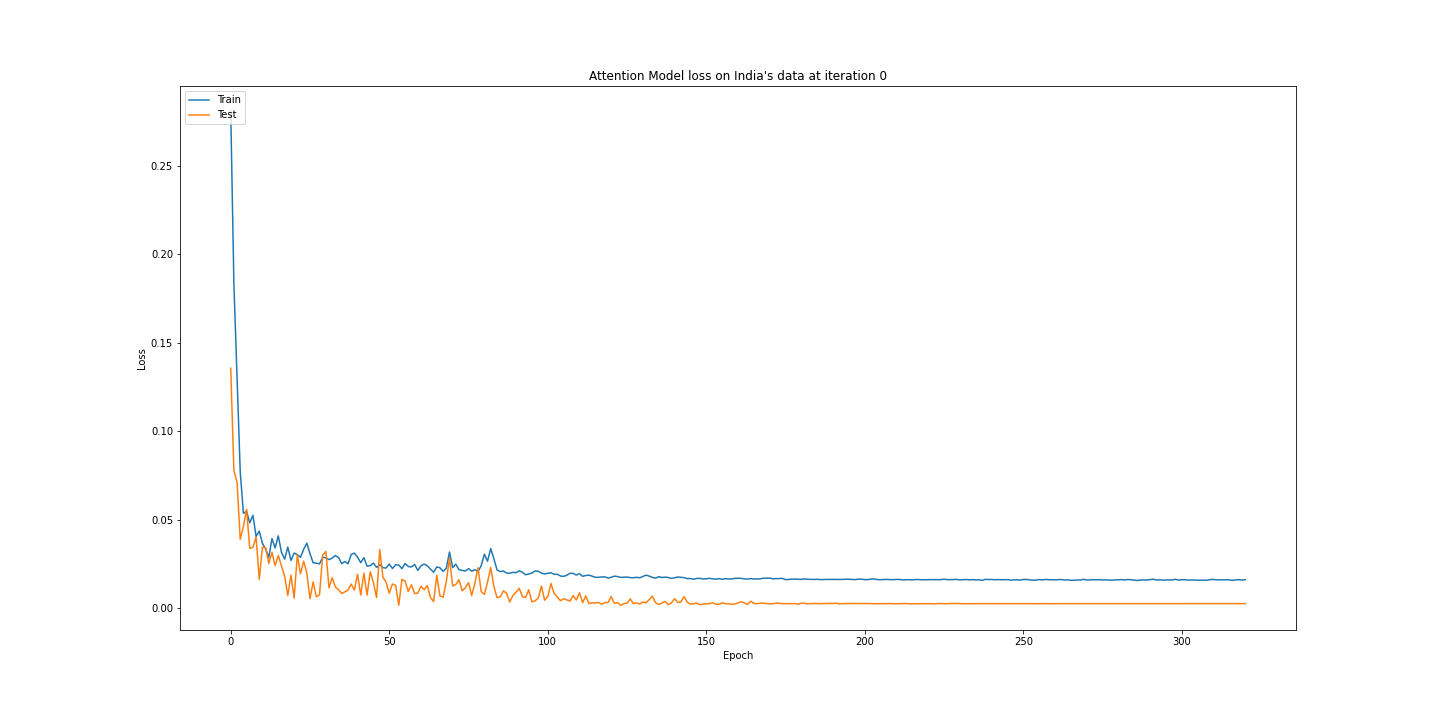 Attention Model loss on India's data at iteration 0
Train
Test
0.25
0.20
0.15
0.10
0.05
0.00
Loss
0 50 100 150 200 250 300
Epoch